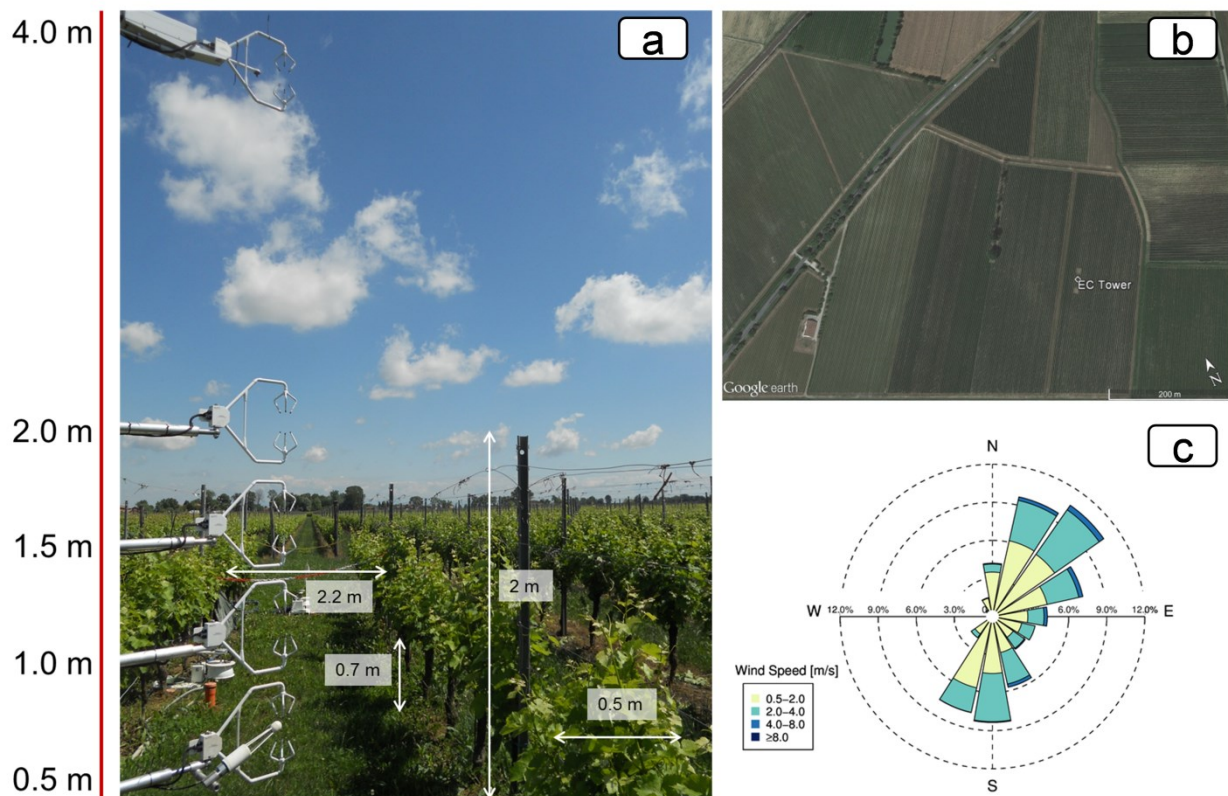 4.0 m
2.0 m
1.5 m
1.0 m
0.5 m
a
2.2 m
2 m
0.7 m
0.5 m
b
EC Tower
Google earth
200 m
N
c
N
W
12.0% 9.0% 6.0% 3.0% 0% 6.0% 9.0% 12.0%
E
S
Wind Speed [m/s]
0.5–2.0
2.0–4.0
4.0–8.0
≥8.0